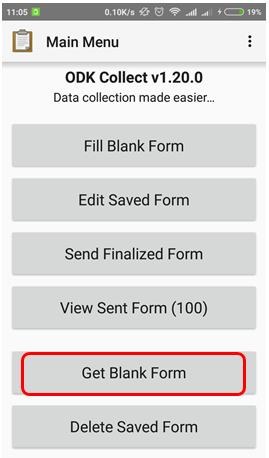 11:05 0.10K/s 19%
Main Menu
ODK Collect v1.20.0
Data collection made easier...
Fill Blank Form
Edit Saved Form
Send Finalized Form
View Sent Form (100)
Get Blank Form
Delete Saved Form